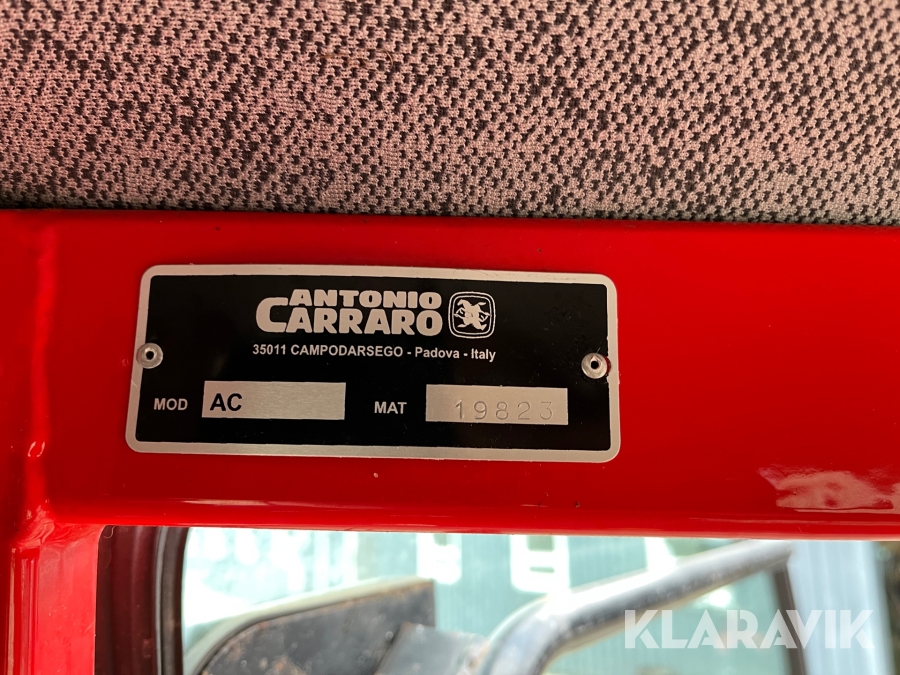 ANTONIO
CARRARO
35011 CAMPODARSEGO - Padova - Italy
MOD AC MAT 19823
KLARAVIK